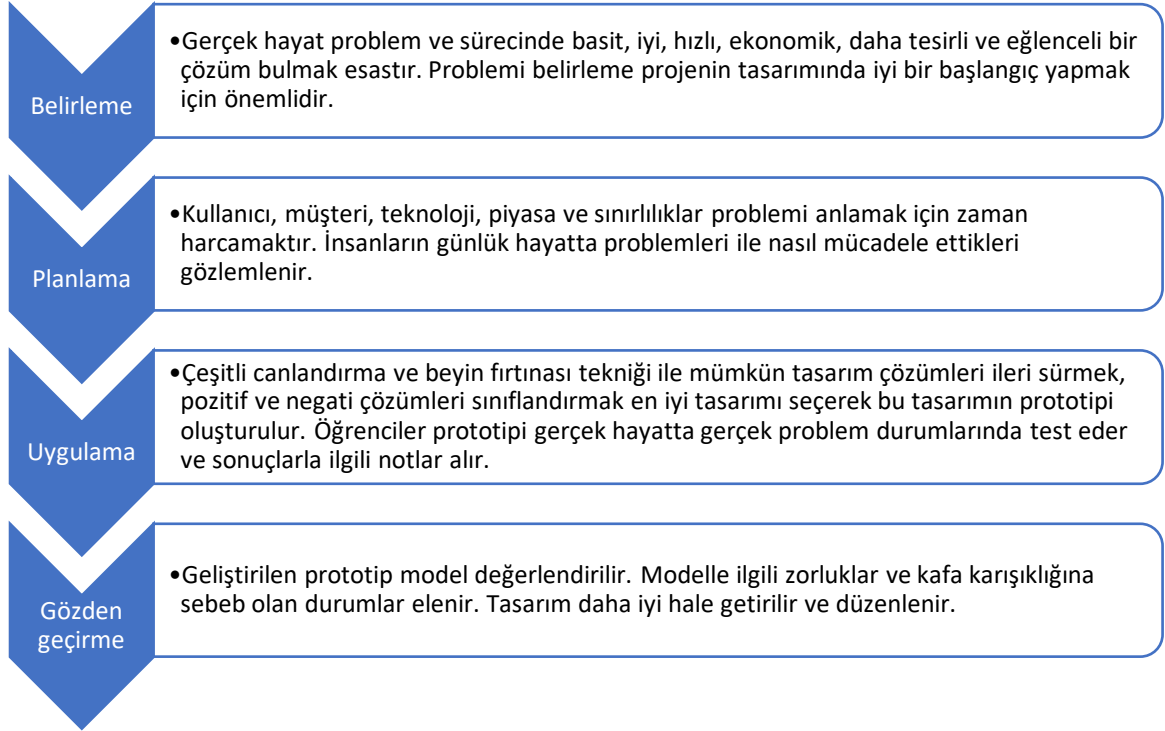 Belirleme
•Gerçek hayat problem ve sürecinde basit, iyi, hızlı, ekonomik, daha tesirli ve eğlenceli bir
çözüm bulmak esastır. Problemi belirleme projenin tasarımında iyi bir başlangıç yapmak
için önemlidir.
Planlama
•Kullanıcı, müşteri, teknoloji, piyasa ve sınırlılıklar problemi anlamak için zaman
harcamaktır. İnsanların günlük hayatta problemleri ile nasıl mücadele ettikleri
gözlemlenir.
Uygulama
•Çeşitli canlandırma ve beyin fırtınası tekniği ile mümkün tasarım çözümleri ileri sürmek,
pozitif ve negati çözümleri sınıflandırmak en iyi tasarımı seçerek bu tasarımın prototipi
oluşturulur. Öğrenciler prototipi gerçek hayatta gerçek problem durumlarında test eder
ve sonuçlarla ilgili notlar alır.
Gözden
geçirme
•Geliştirilen prototip model değerlendirilir. Modelle ilgili zorluklar ve kafa karışıklığına
sebeb olan durumlar elenir. Tasarım daha iyi hale getirilir ve düzenlenir.